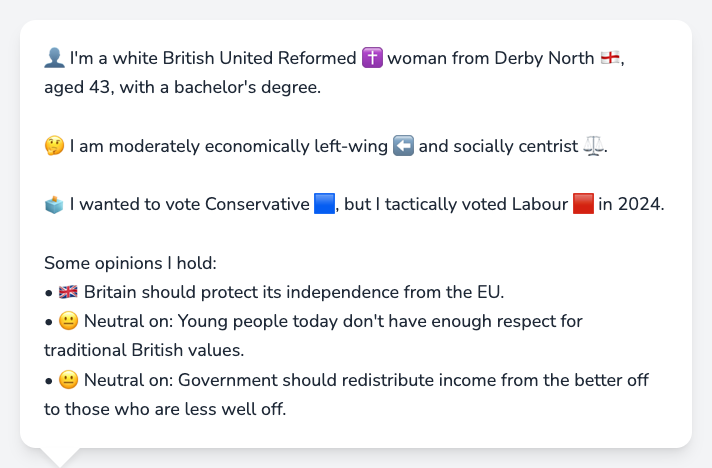 👤 I'm a white British United Reformed ✝️ woman from Derby North 🏴󠁧󠁢󠁥󠁮󠁧󠁿,
aged 43, with a bachelor's degree.
🤔 I am moderately economically left-wing ⬅️ and socially centrist ⚖️.
🗳️ I wanted to vote Conservative 🟦, but I tactically voted Labour 🟥 in 2024.
Some opinions I hold:
• 🇬🇧 Britain should protect its independence from the EU.
• 😐 Neutral on: Young people today don't have enough respect for
traditional British values.
• 😐 Neutral on: Government should redistribute income from the better off
to those who are less well off.